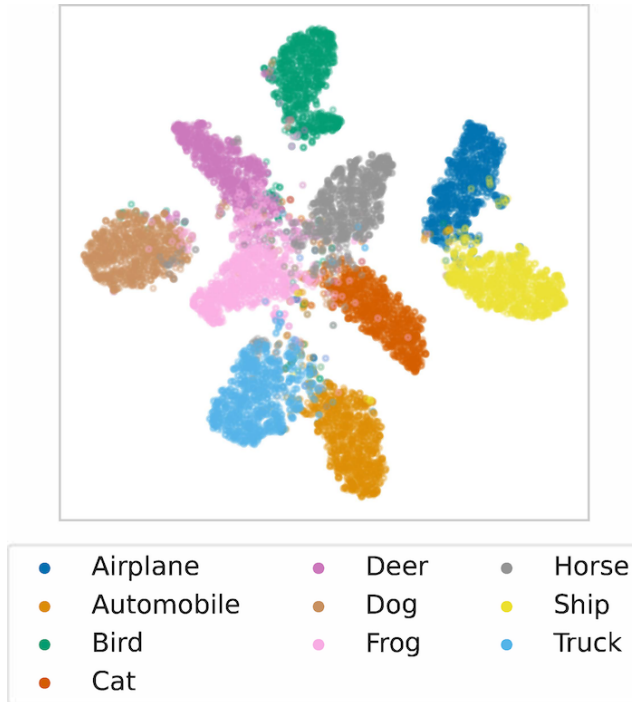 Airplane
Automobile
Bird
Cat
Deer
Dog
Frog
Horse
Ship
Truck